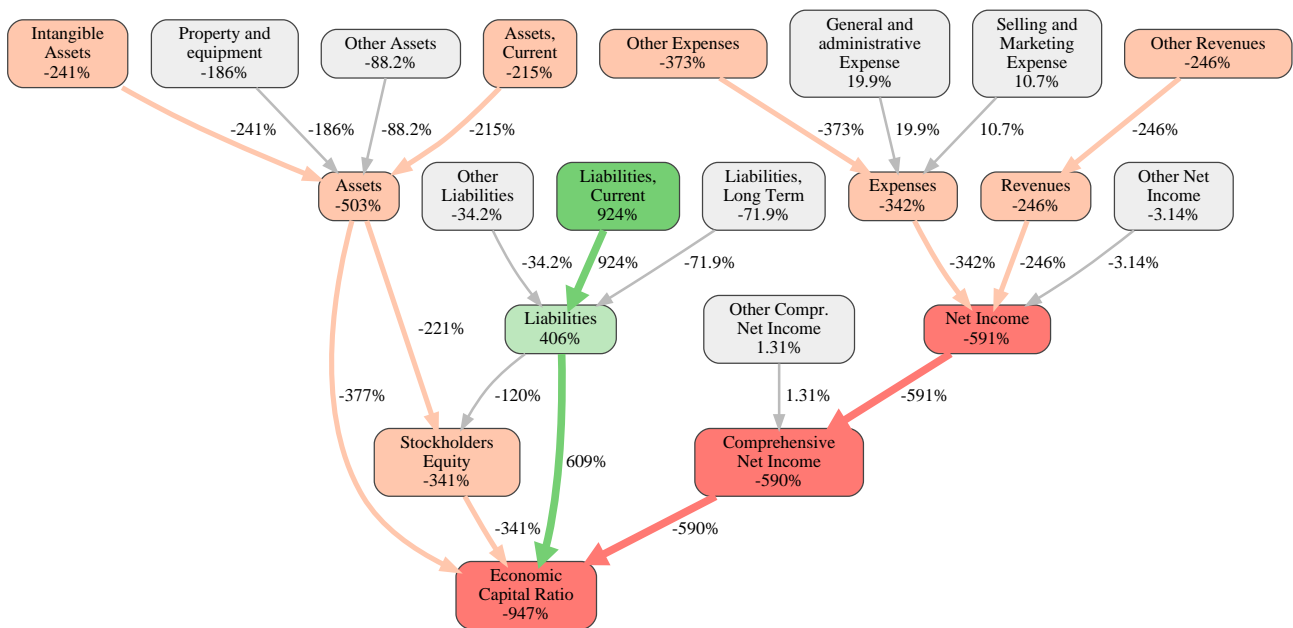 Intangible
Assets
-241%
Property and
equipment
-186%
Other Assets
-88.2%
Assets,
Current
-215%
Other Expenses
-373%
General and
administrative
Expense
19.9%
Selling and
Marketing
Expense
10.7%
Other Revenues
-246%
-241%
-186%
-88.2%
-215%
-373%
19.9%
10.7%
-246%
Assets
-503%
Other
Liabilities
-34.2%
Liabilities,
Current
924%
Liabilities,
Long Term
-71.9%
Expenses
-342%
Revenues
-246%
Other Net
Income
-3.14%
-34.2%
924%
-71.9%
-342%
-246%
-3.14%
-221%
Liabilities
406%
Other Compr.
Net Income
1.31%
Net Income
-591%
-377%
-120%
1.31%
-591%
Stockholders
Equity
-341%
609%
Comprehensive
Net Income
-590%
-341%
-590%
Economic
Capital Ratio
-947%